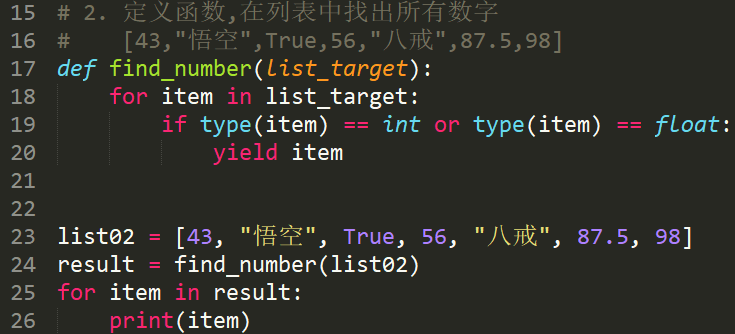 15 # 2. 定义函数,在列表中找出所有数字
16 #    [43,"悟空",True,56,"八戒",87.5,98]
17 def find_number(list_target):
18     for item in list_target:
19         if type(item) == int or type(item) == float:
20             yield item
21
22
23 list02 = [43, "悟空", True, 56, "八戒", 87.5, 98]
24 result = find_number(list02)
25 for item in result:
26     print(item)